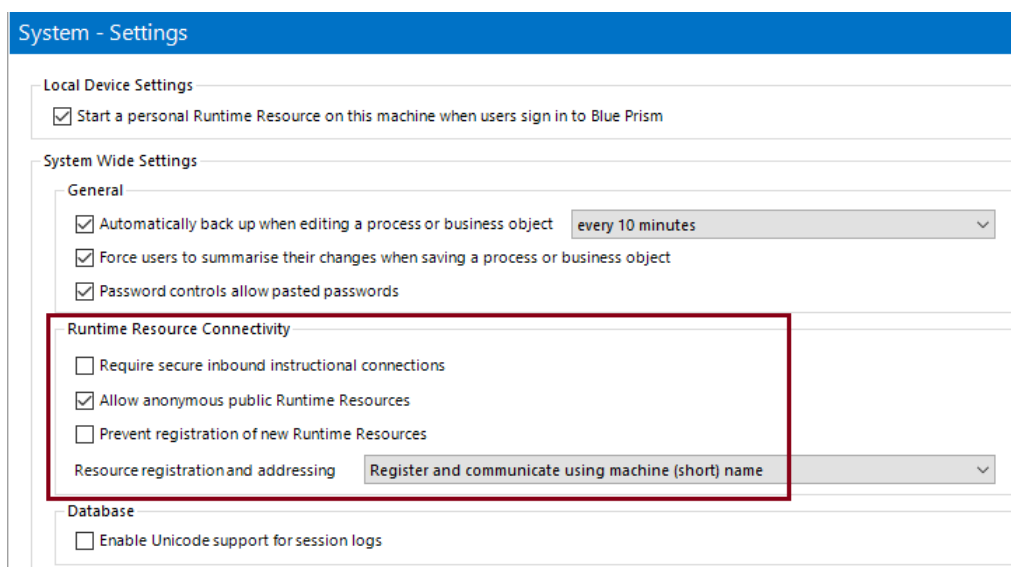 System - Settings
Local Device Settings
Start a personal Runtime Resource on this machine when users sign in to Blue Prism
System Wide Settings
General
Automatically back up when editing a process or business object every 10 minutes
Force users to summarise their changes when saving a process or business object
Password controls allow pasted passwords
Runtime Resource Connectivity
Require secure inbound instructional connections
Allow anonymous public Runtime Resources
Prevent registration of new Runtime Resources
Resource registration and addressing Register and communicate using machine (short) name
Database
Enable Unicode support for session logs